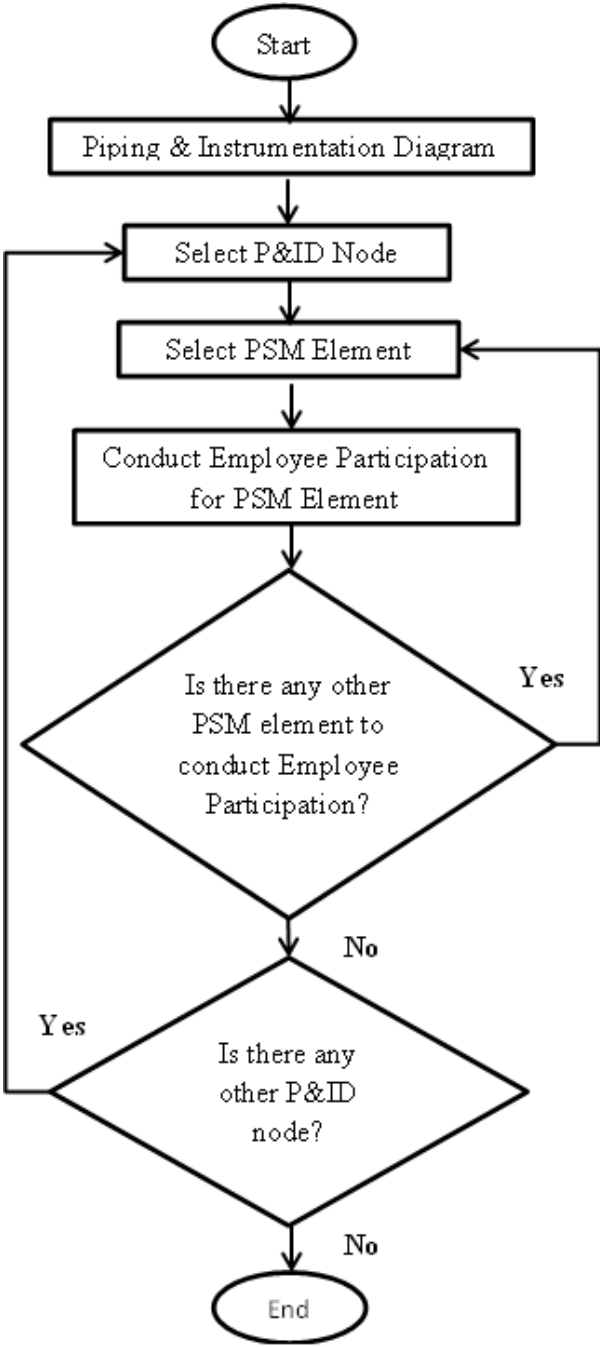 Start
Piping & Instrumentation Diagram
Select P&ID Node
Select PSM Element
Conduct Employee Participation
for PSM Element
Is there any other
PSM element to
conduct Employee
Participation?
Yes
No
Yes
Is there any
other P&ID
node?
No
End